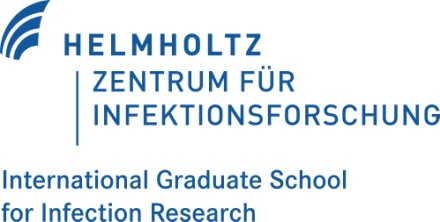 HELMHOLTZ
ZENTRUM FÜR
INFEKTIONSFORSCHUNG
International Graduate School
for Infection Research